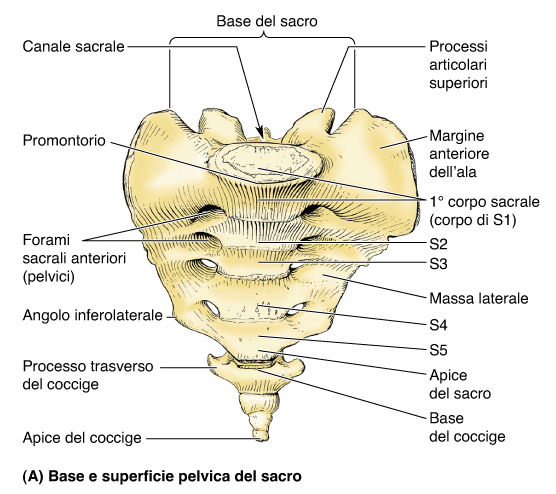 Base del sacro
Canale sacrale
Processi
articolari
superiori
Promontorio
Margine
anteriore
dell'ala
1° corpo sacrale
(corpo di S1)
Forami
sacrali anteriori
(pelvici)
S2
S3
Massa laterale
Angolo inferolaterale
S4
S5
Processo trasverso
del coccige
Apice
del sacro
Base
del coccige
Apice del coccige
(A) Base e superficie pelvica del sacro